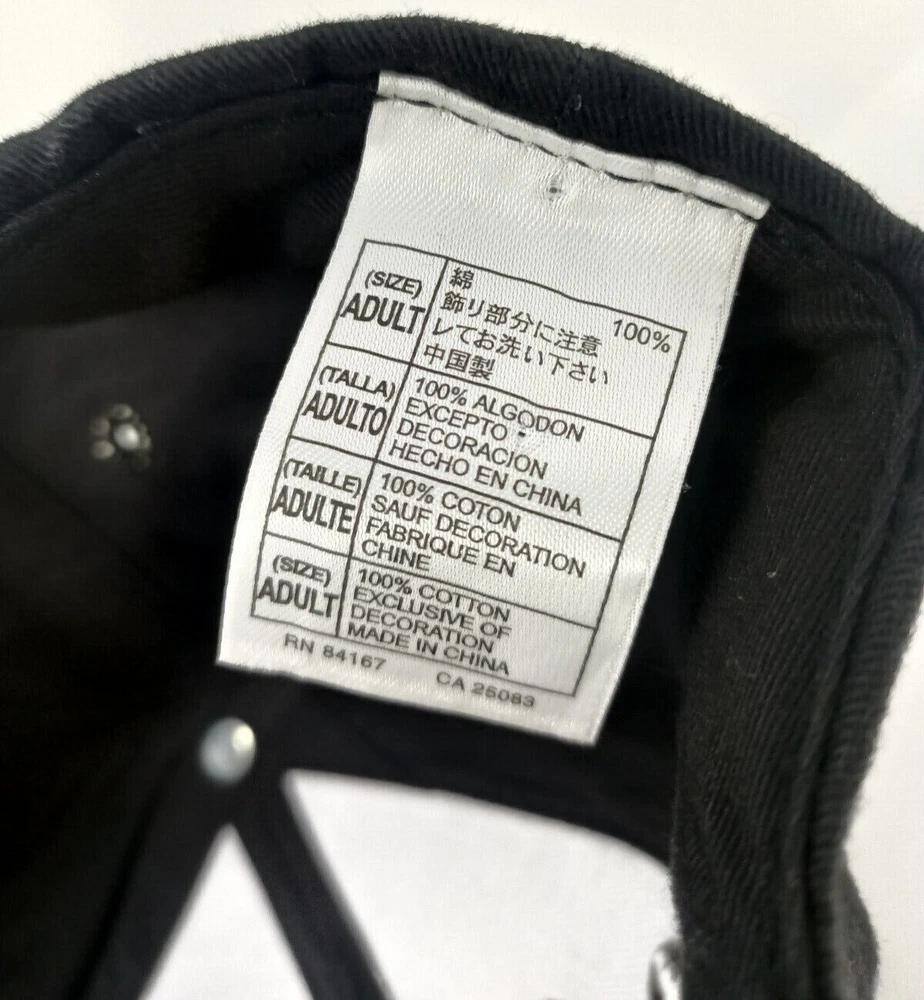 (SIZE)
ADULT
綿 100%
飾リ部分に注意
レてお洗い下さい
中国製
(TALLA)
ADULTO
100% ALGODON
EXCEPTO
DECORACION
HECHO EN CHINA
(TAILLE)
ADULTE
100% COTON
SAUF DECORATION
FABRIQUE EN
CHINE
(SIZE)
ADULT
100% COTTON
EXCLUSIVE OF
DECORATION
MADE IN CHINA
RN 84167
CA 25083